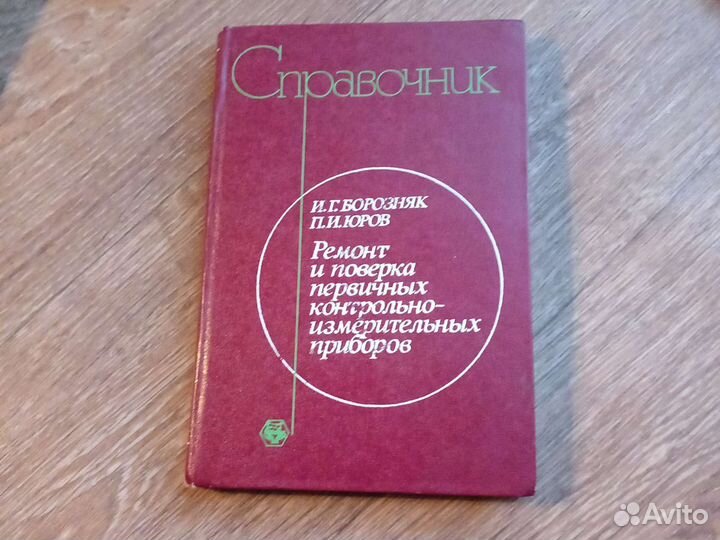 Справочник
И.Г. БОРОЗНЯК
П.И. ЮРОВ
Ремонт
и поверка
первичных
контрольно-
измерительных
приборов
Avito